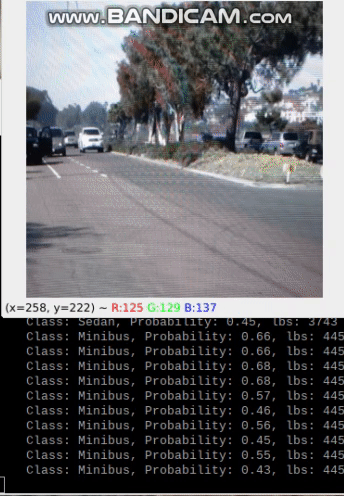 www.BANDICAM.com
(x=258, y=222) ~ R:125 G:129 B:137
Class: Sedan, Probability: 0.45, lbs: 3743
Class: Minibus, Probability: 0.66, lbs: 445
Class: Minibus, Probability: 0.66, lbs: 445
Class: Minibus, Probability: 0.68, lbs: 445
Class: Minibus, Probability: 0.68, lbs: 445
Class: Minibus, Probability: 0.57, lbs: 445
Class: Minibus, Probability: 0.46, lbs: 445
Class: Minibus, Probability: 0.56, lbs: 445
Class: Minibus, Probability: 0.45, lbs: 445
Class: Minibus, Probability: 0.55, lbs: 445
Class: Minibus, Probability: 0.43, lbs: 445